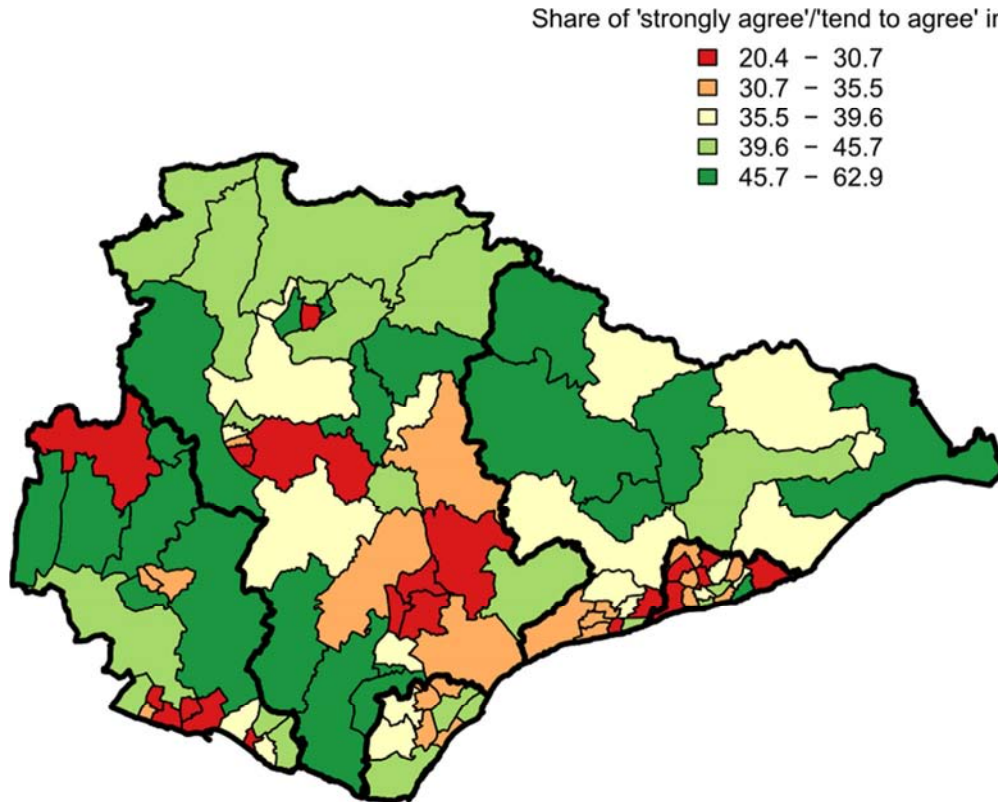 Share of 'strongly agree'/'tend to agree' in
20.4 – 30.7
30.7 – 35.5
35.5 – 39.6
39.6 – 45.7
45.7 – 62.9